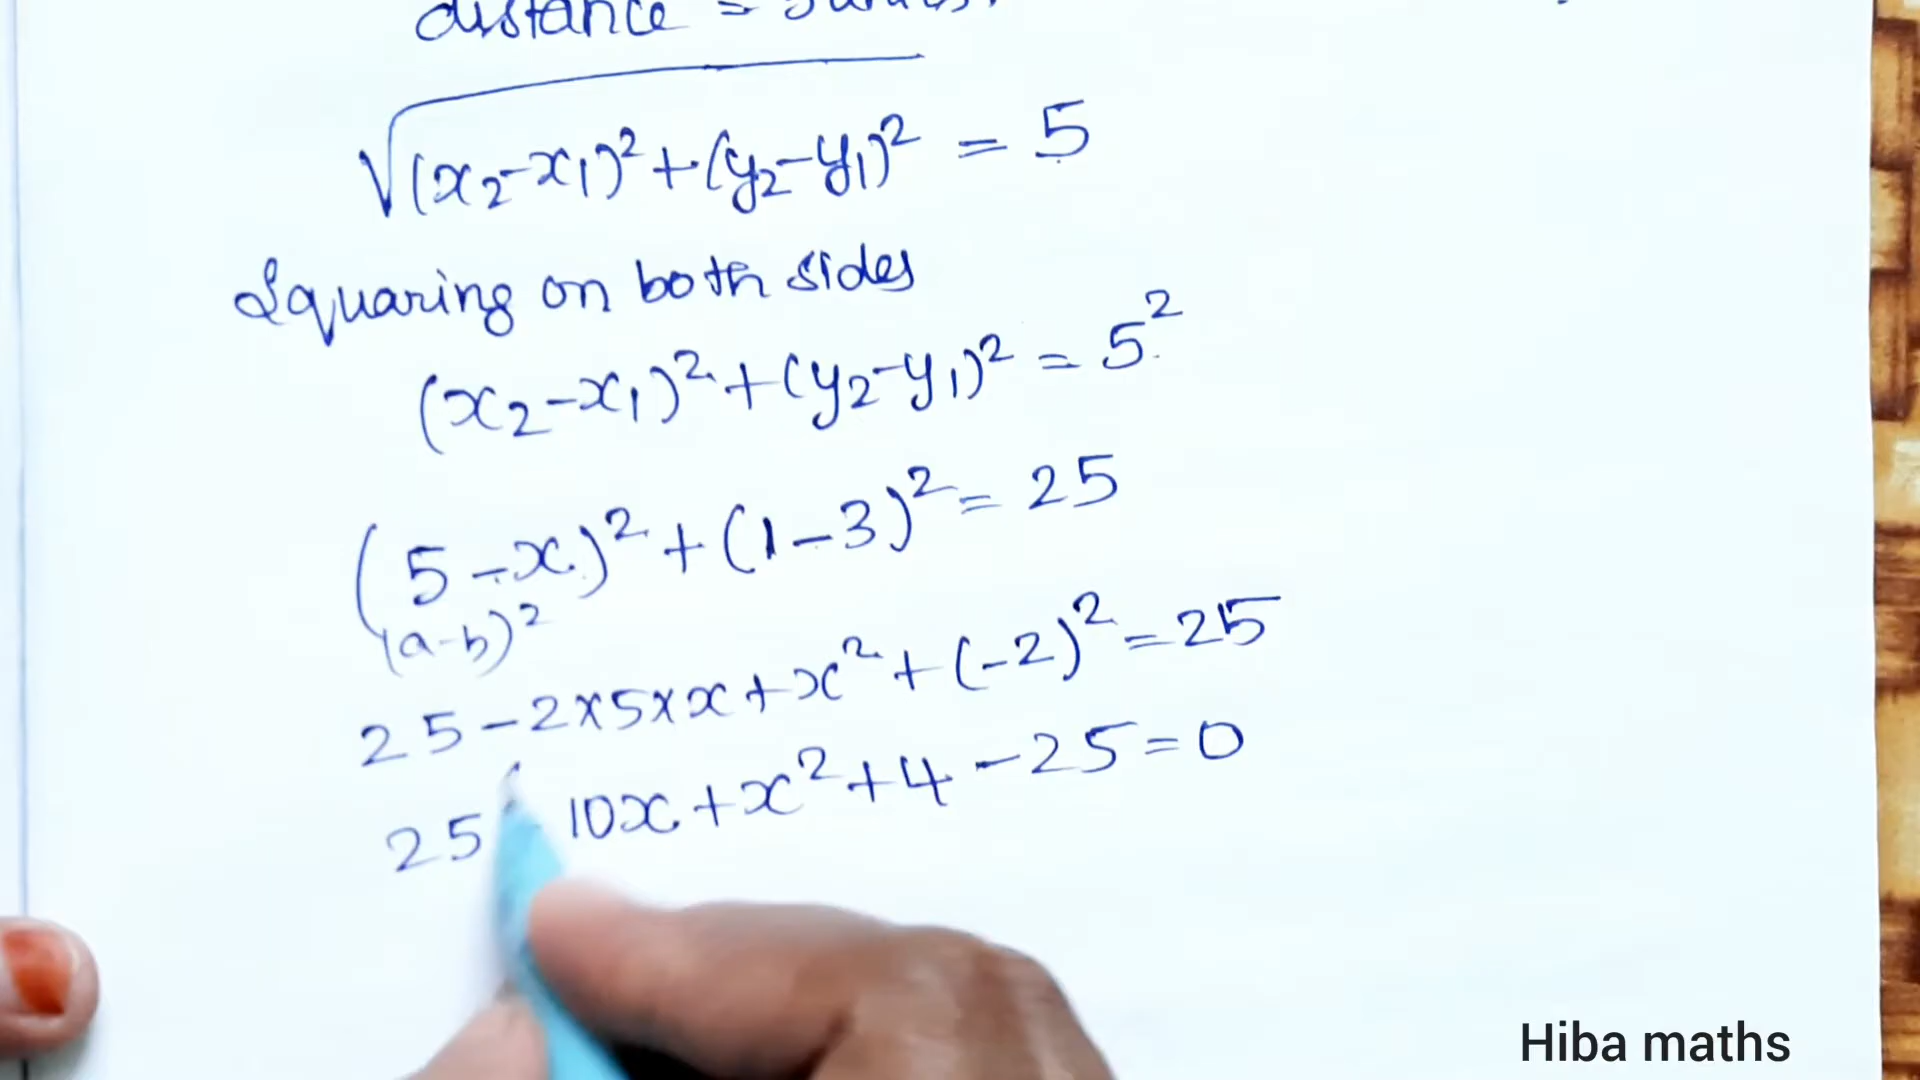 distance =
√(x₂-x₁)²+(y₂-y₁)² = 5
Squaring on both sides
(x₂-x₁)²+(y₂-y₁)² = 5²
(5-x)²+(1-3)² = 25
(a-b)²
25-2×5×x+x²+(-2)²=25
25 10x+x²+4-25=0
Hiba maths